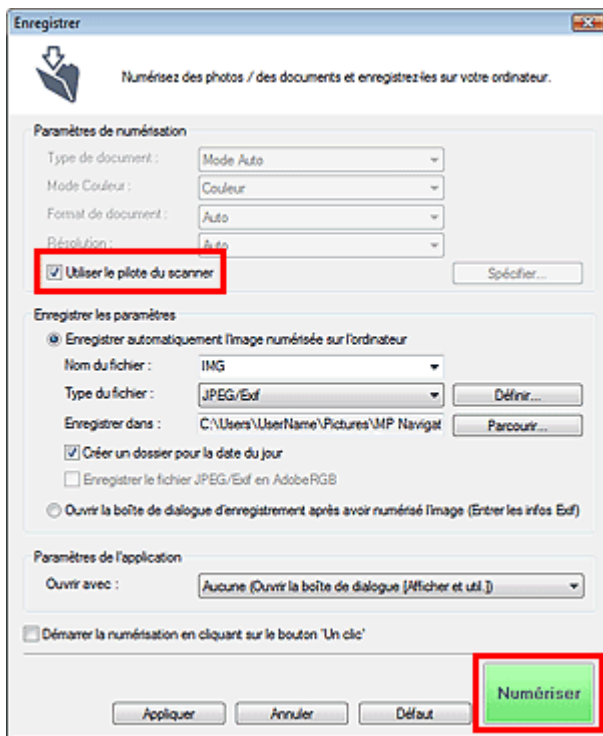 Enregistrer
Numérisez des photos / des documents et enregistrez-les sur votre ordinateur.
Paramètres de numérisation
Type de document : Mode Auto
Mode Couleur : Couleur
Format de document : Auto
Résolution : Auto
Utiliser le pilote du scanner Spécifier...
Enregistrer les paramètres
Enregistrer automatiquement l'image numérisée sur l'ordinateur
Nom du fichier : IMG
Type du fichier : JPEG/Exif Définir...
Enregistrer dans : C:\Users\UserName\Pictures\MP Navigat Parcourir...
Créer un dossier pour la date du jour
Enregistrer le fichier JPEG/Exif en AdobeRGB
Ouvrir la boîte de dialogue d'enregistrement après avoir numérisé l'image (Entrer les infos Exif)
Paramètres de l'application
Ouvrir avec : Aucune (Ouvrir la boîte de dialogue [Afficher et util.])
Démarrer la numérisation en cliquant sur le bouton 'Un clic'
Numériser
Appliquer Annuler Défaut